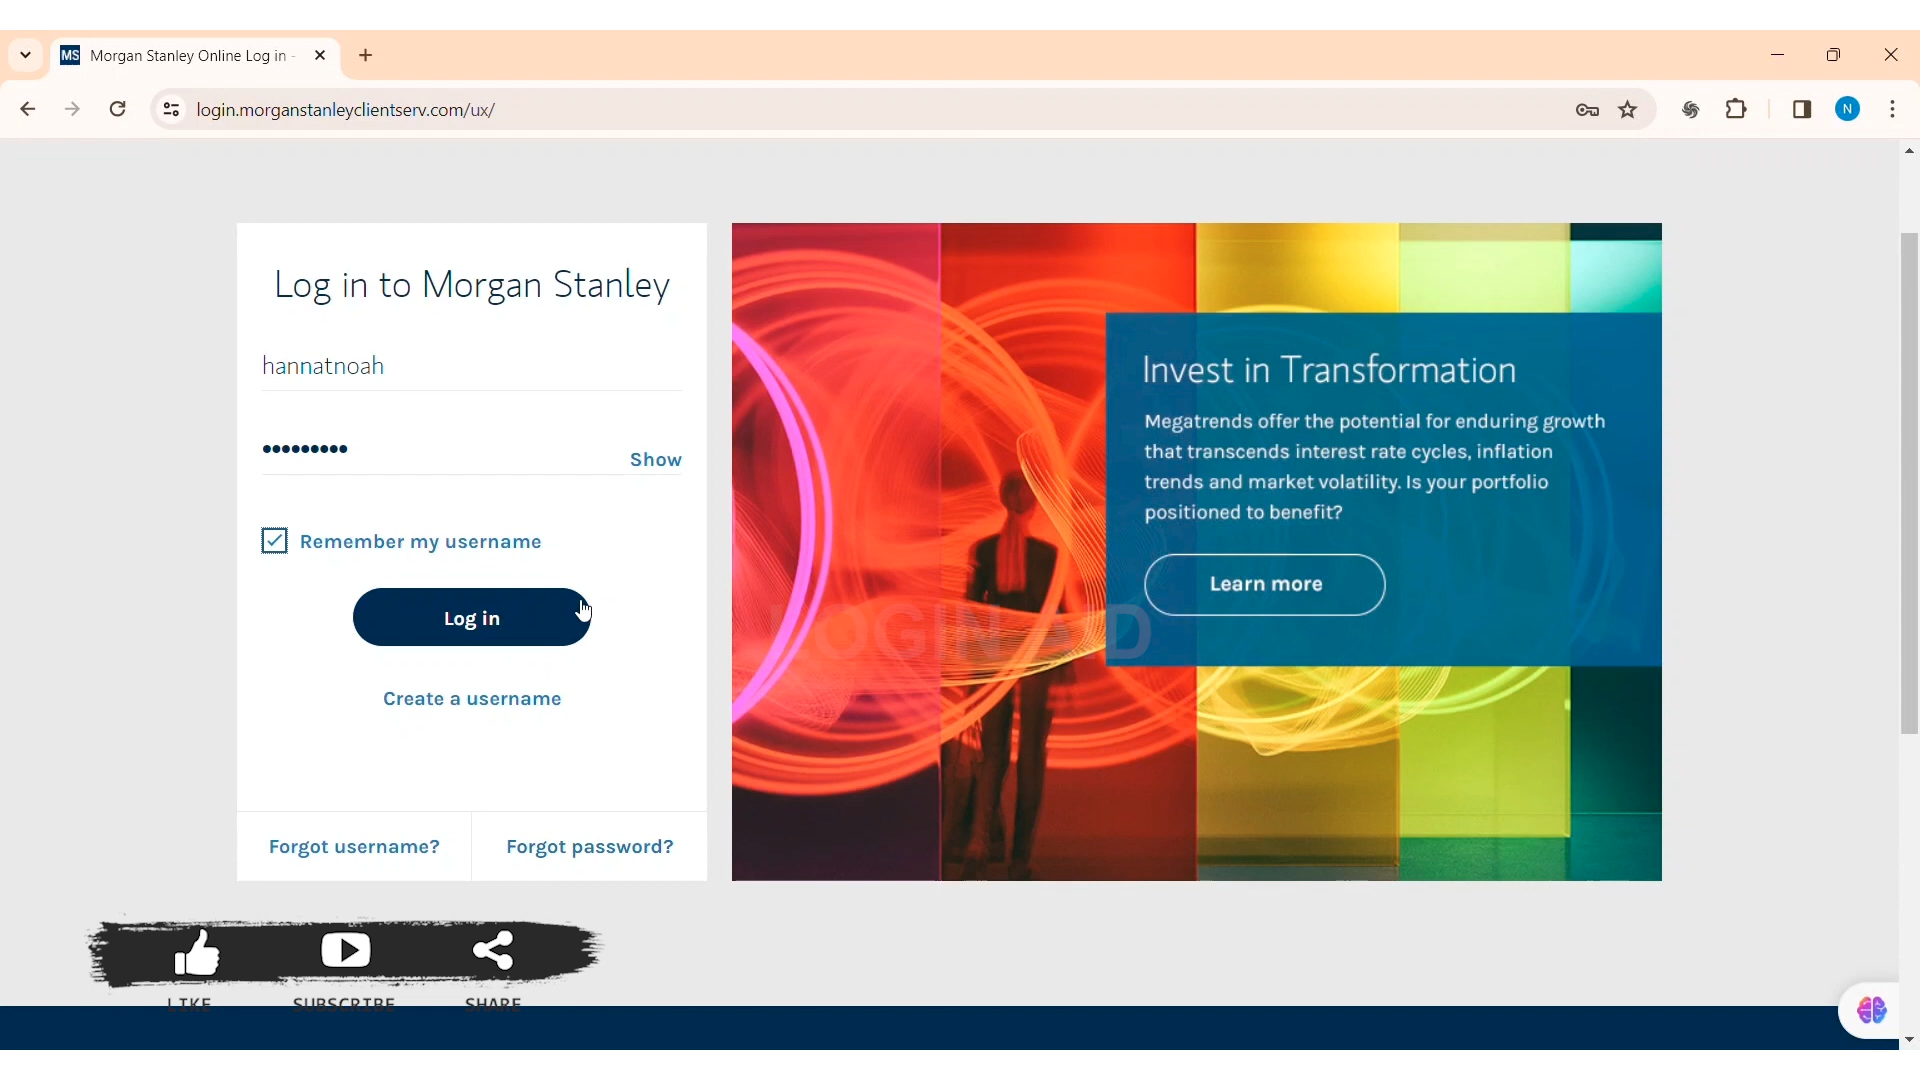 MS Morgan Stanley Online Log in -
login.morganstanleyclientserv.com/ux/
N
Log in to Morgan Stanley
hannatnoah
Show
Remember my username
Log in
Create a username
Forgot username?
Forgot password?
Invest in Transformation
Megatrends offer the potential for enduring growth
that transcends interest rate cycles, inflation
trends and market volatility. Is your portfolio
positioned to benefit?
Learn more
LOGIN AID
LIKE
SUBSCRIBE
SHARE